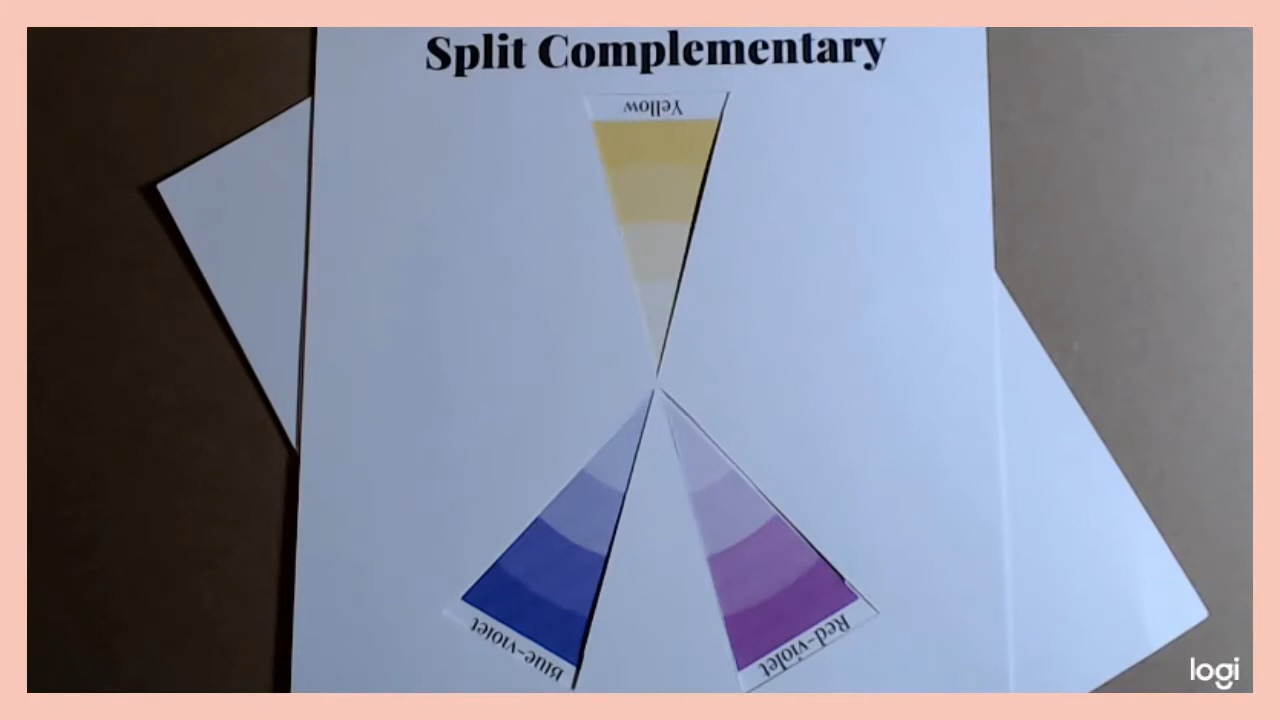 Split Complementary
Yellow
Blue-violet
Red-violet
logi